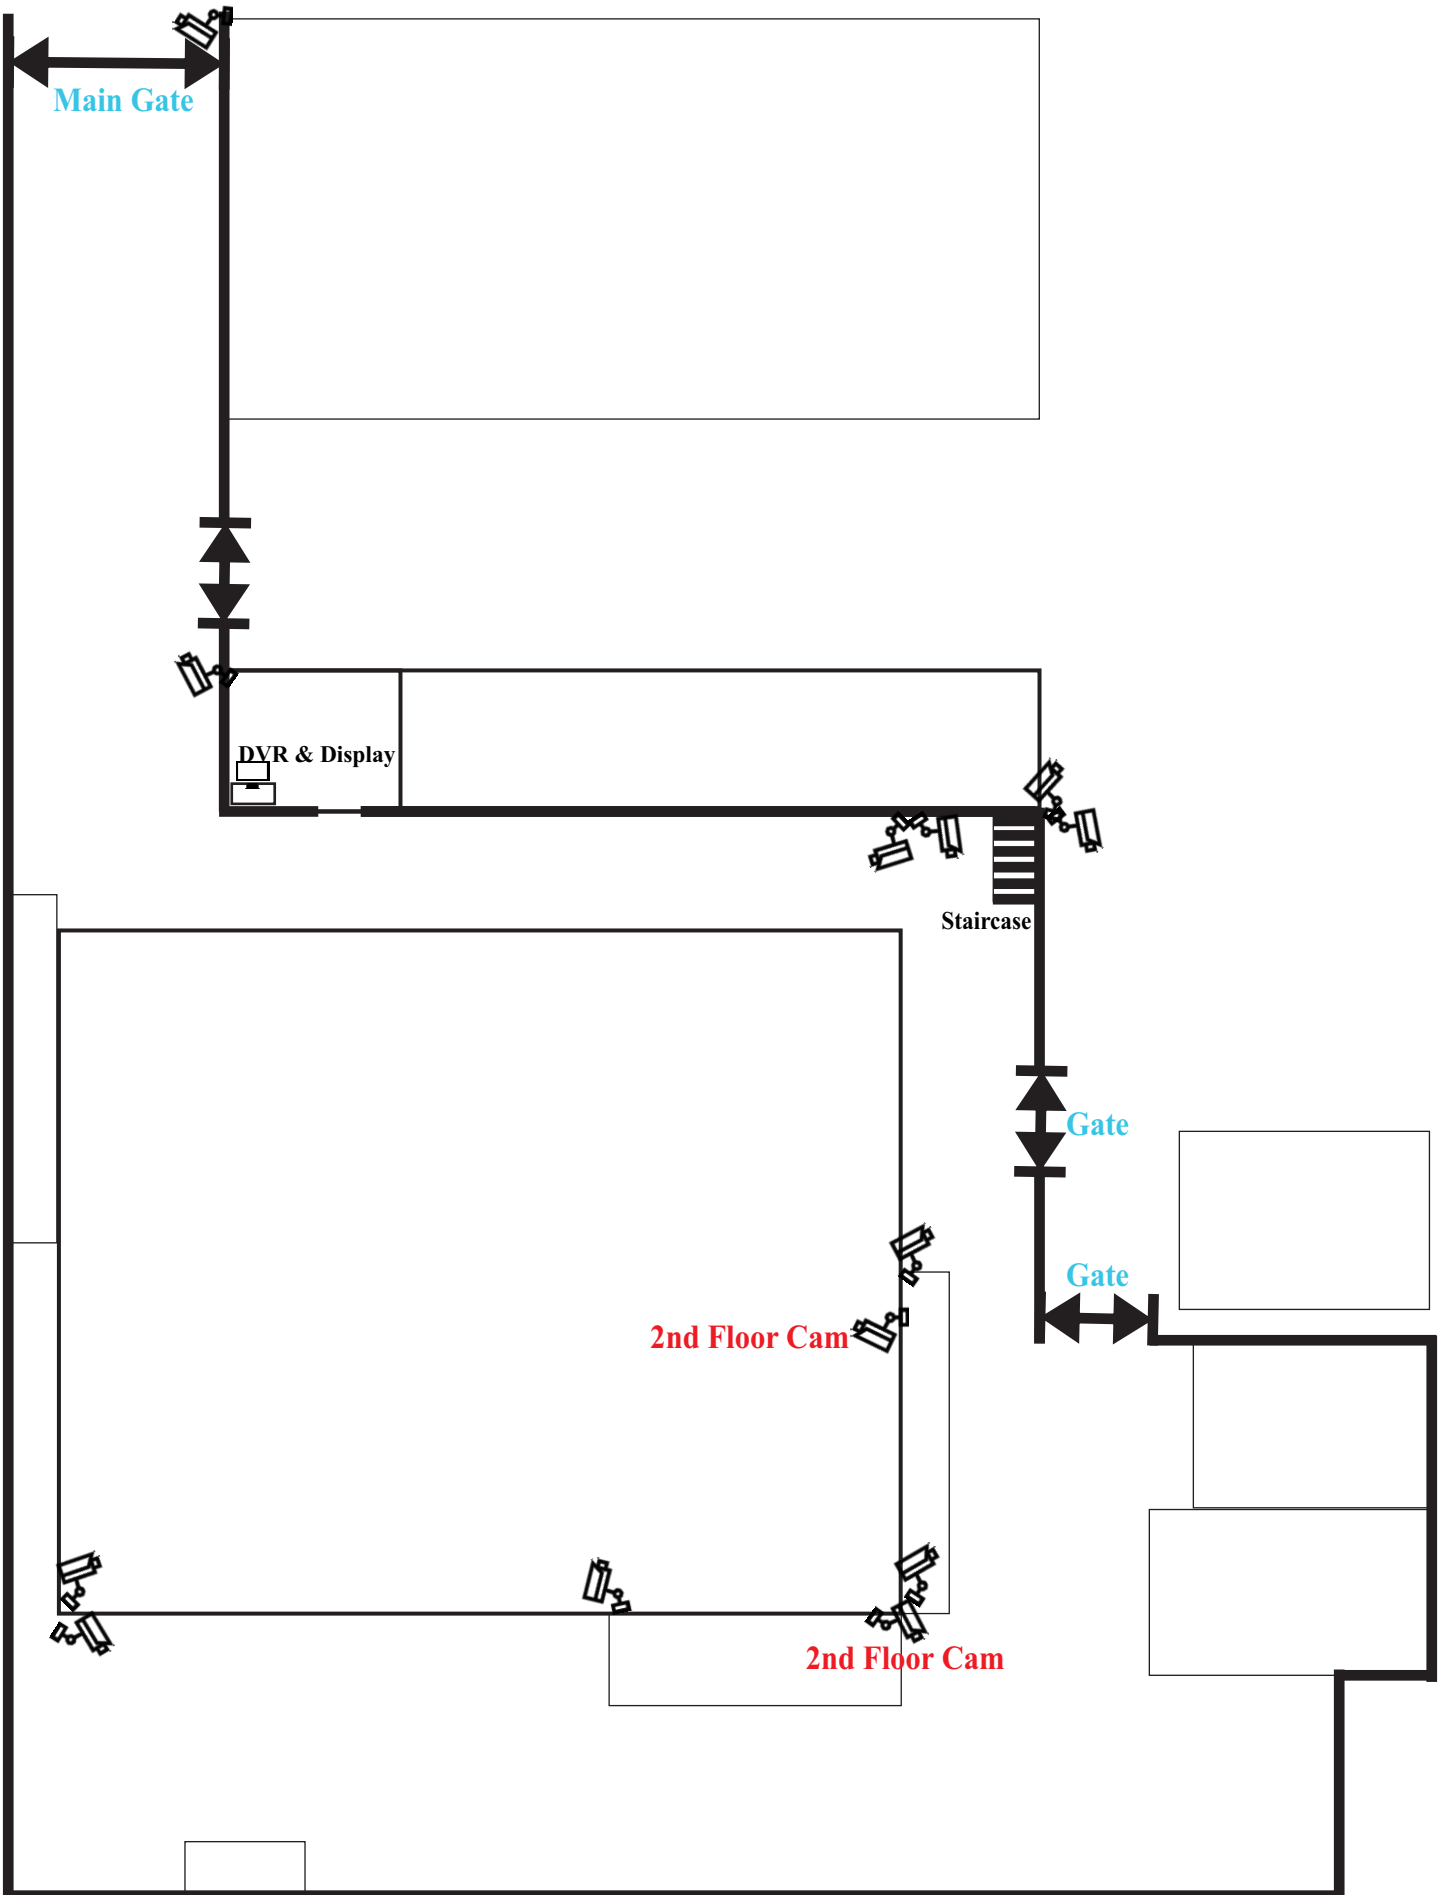 Main Gate
DVR & Display
Staircase
Gate
Gate
2nd Floor Cam
2nd Floor Cam